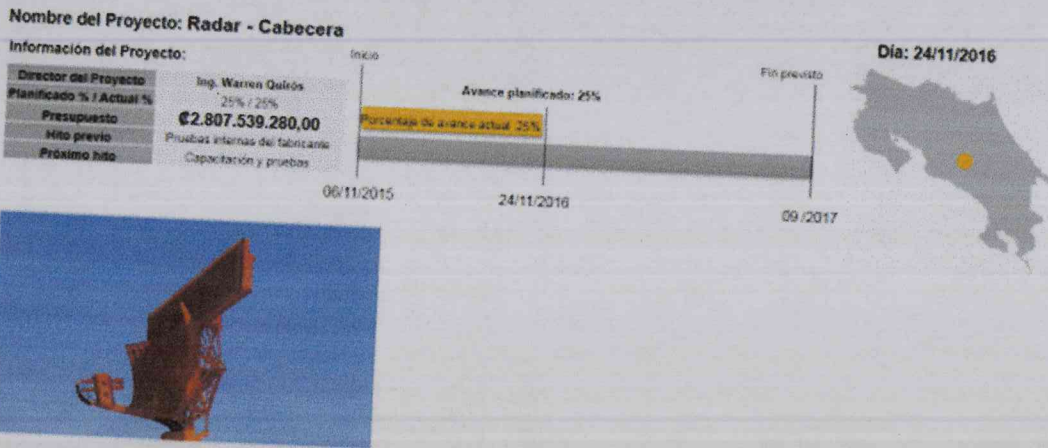 Nombre del Proyecto: Radar - Cabecera
Información del Proyecto:
Director del Proyecto Ing. Warren Quirós
Planificado % / Actual % 25% / 25%
Presupuesto ₡2.807.539.280,00
Hito previo Pruebas internas del fabricante
Próximo hito Capacitación y pruebas
Inicio
Avance planificado: 25%
Fin previsto
Porcentaje de avance actual 25%
06/11/2015
24/11/2016
09/2017
Día: 24/11/2016